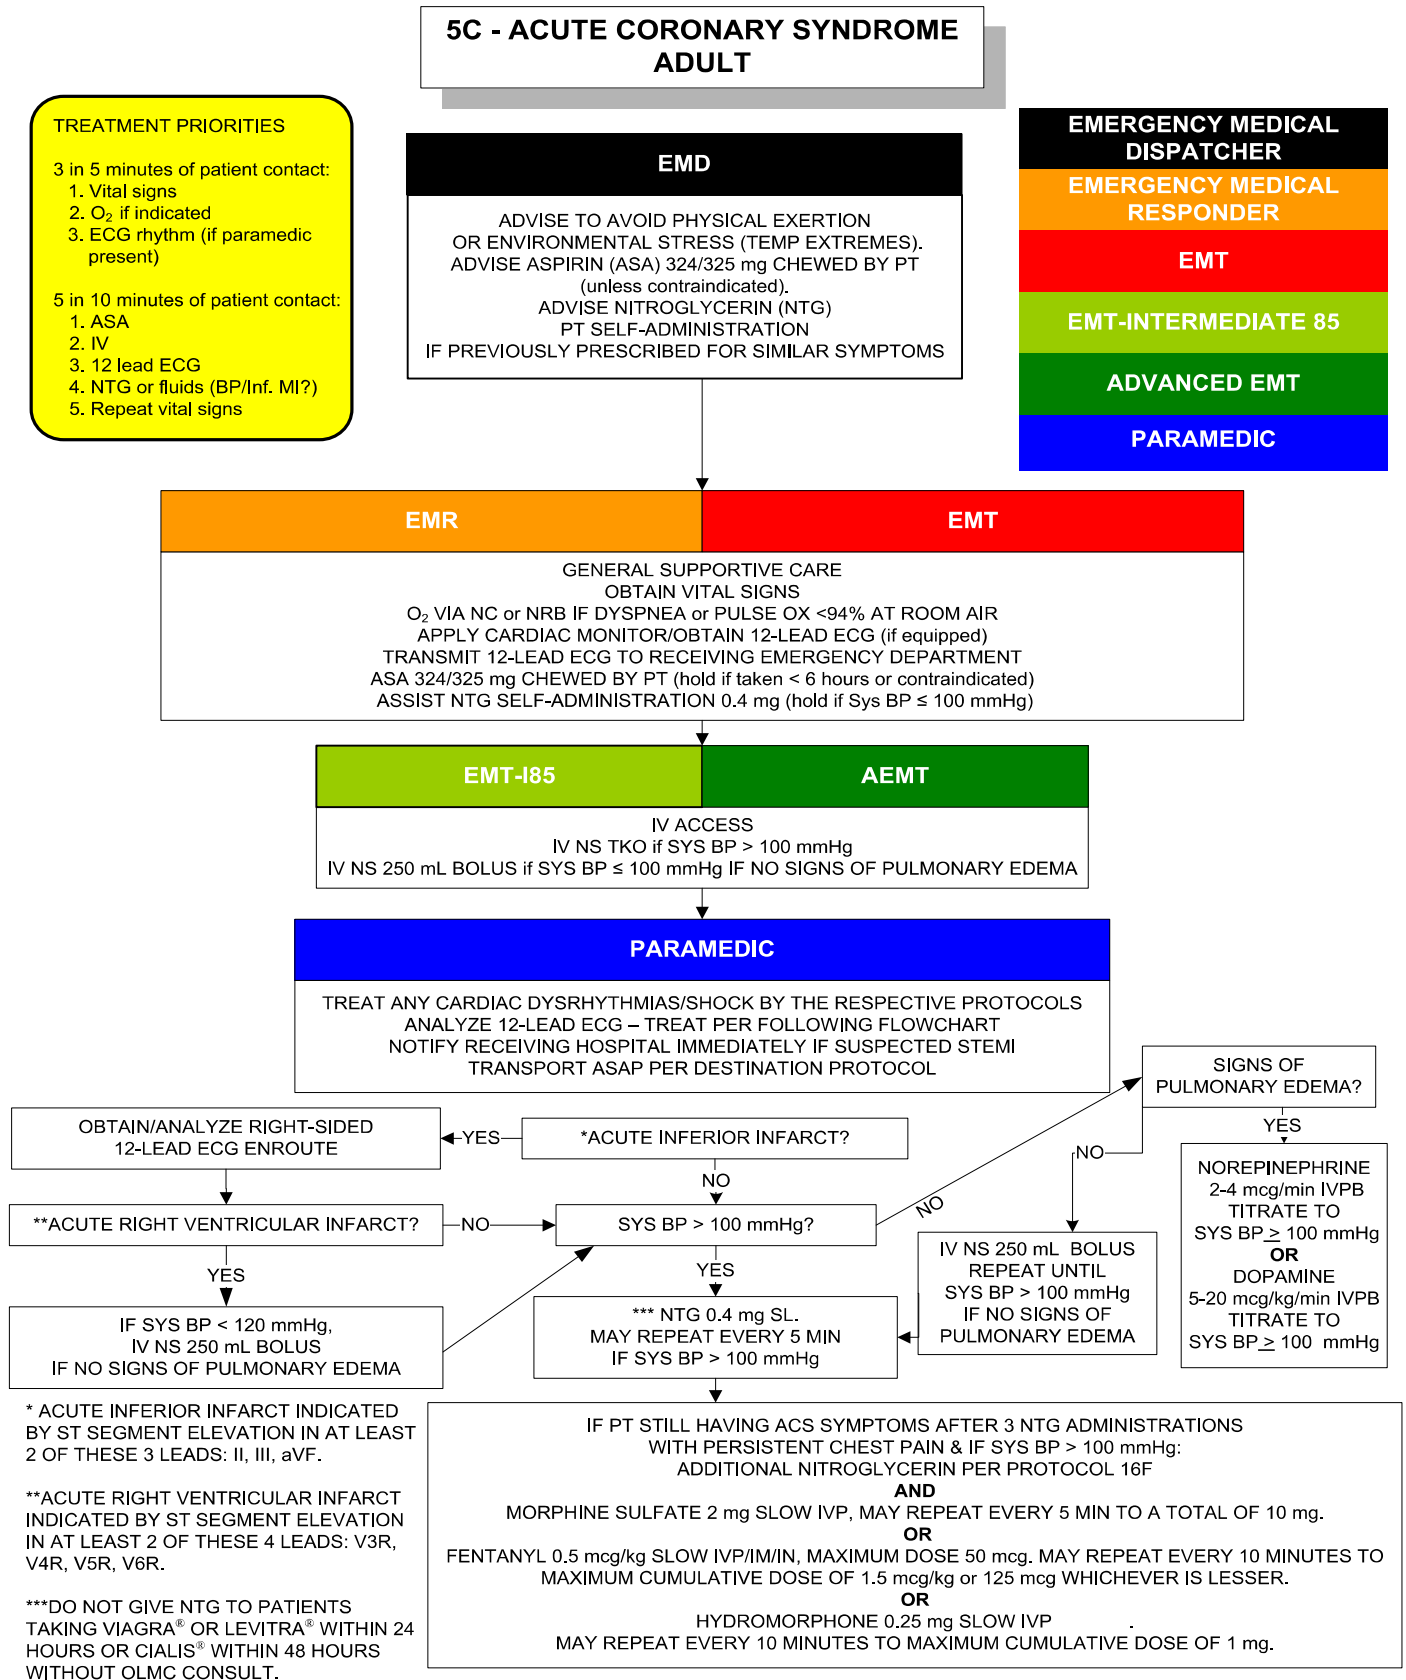 5C - ACUTE CORONARY SYNDROME
ADULT
TREATMENT PRIORITIES
3 in 5 minutes of patient contact:
1. Vital signs
2. O₂ if indicated
3. ECG rhythm (if paramedic
present)
5 in 10 minutes of patient contact:
1. ASA
2. IV
3. 12 lead ECG
4. NTG or fluids (BP/Inf. MI?)
5. Repeat vital signs
EMD
ADVISE TO AVOID PHYSICAL EXERTION
OR ENVIRONMENTAL STRESS (TEMP EXTREMES).
ADVISE ASPIRIN (ASA) 324/325 mg CHEWED BY PT
(unless contraindicated).
ADVISE NITROGLYCERIN (NTG)
PT SELF-ADMINISTRATION
IF PREVIOUSLY PRESCRIBED FOR SIMILAR SYMPTOMS
EMERGENCY MEDICAL
DISPATCHER
EMERGENCY MEDICAL
RESPONDER
EMT
EMT-INTERMEDIATE 85
ADVANCED EMT
PARAMEDIC
EMR
EMT
GENERAL SUPPORTIVE CARE
OBTAIN VITAL SIGNS
O₂ VIA NC or NRB IF DYSPNEA or PULSE OX <94% AT ROOM AIR
APPLY CARDIAC MONITOR/OBTAIN 12-LEAD ECG (if equipped)
TRANSMIT 12-LEAD ECG TO RECEIVING EMERGENCY DEPARTMENT
ASA 324/325 mg CHEWED BY PT (hold if taken < 6 hours or contraindicated)
ASSIST NTG SELF-ADMINISTRATION 0.4 mg (hold if Sys BP ≤ 100 mmHg)
EMT-I85
AEMT
IV ACCESS
IV NS TKO if SYS BP > 100 mmHg
IV NS 250 mL BOLUS if SYS BP ≤ 100 mmHg IF NO SIGNS OF PULMONARY EDEMA
PARAMEDIC
TREAT ANY CARDIAC DYSRHYTHMIAS/SHOCK BY THE RESPECTIVE PROTOCOLS
ANALYZE 12-LEAD ECG – TREAT PER FOLLOWING FLOWCHART
NOTIFY RECEIVING HOSPITAL IMMEDIATELY IF SUSPECTED STEMI
TRANSPORT ASAP PER DESTINATION PROTOCOL
SIGNS OF
PULMONARY EDEMA?
OBTAIN/ANALYZE RIGHT-SIDED
12-LEAD ECG ENROUTE
YES
*ACUTE INFERIOR INFARCT?
YES
NO
NO
**ACUTE RIGHT VENTRICULAR INFARCT?
NO
SYS BP > 100 mmHg?
NO
NOREPINEPHRINE
2-4 mcg/min IVPB
TITRATE TO
SYS BP ≥ 100 mmHg
OR
DOPAMINE
5-20 mcg/kg/min IVPB
TITRATE TO
SYS BP ≥ 100 mmHg
YES
YES
IV NS 250 mL BOLUS
REPEAT UNTIL
SYS BP > 100 mmHg
IF NO SIGNS OF
PULMONARY EDEMA
IF SYS BP < 120 mmHg,
IV NS 250 mL BOLUS
IF NO SIGNS OF PULMONARY EDEMA
*** NTG 0.4 mg SL.
MAY REPEAT EVERY 5 MIN
IF SYS BP > 100 mmHg
* ACUTE INFERIOR INFARCT INDICATED
BY ST SEGMENT ELEVATION IN AT LEAST
2 OF THESE 3 LEADS: II, III, aVF.
**ACUTE RIGHT VENTRICULAR INFARCT
INDICATED BY ST SEGMENT ELEVATION
IN AT LEAST 2 OF THESE 4 LEADS: V3R,
V4R, V5R, V6R.
***DO NOT GIVE NTG TO PATIENTS
TAKING VIAGRA® OR LEVITRA® WITHIN 24
HOURS OR CIALIS® WITHIN 48 HOURS
WITHOUT OLMC CONSULT.
IF PT STILL HAVING ACS SYMPTOMS AFTER 3 NTG ADMINISTRATIONS
WITH PERSISTENT CHEST PAIN & IF SYS BP > 100 mmHg:
ADDITIONAL NITROGLYCERIN PER PROTOCOL 16F
AND
MORPHINE SULFATE 2 mg SLOW IVP, MAY REPEAT EVERY 5 MIN TO A TOTAL OF 10 mg.
OR
FENTANYL 0.5 mcg/kg SLOW IVP/IM/IN, MAXIMUM DOSE 50 mcg. MAY REPEAT EVERY 10 MINUTES TO
MAXIMUM CUMULATIVE DOSE OF 1.5 mcg/kg or 125 mcg WHICHEVER IS LESSER.
OR
HYDROMORPHONE 0.25 mg SLOW IVP .
MAY REPEAT EVERY 10 MINUTES TO MAXIMUM CUMULATIVE DOSE OF 1 mg.